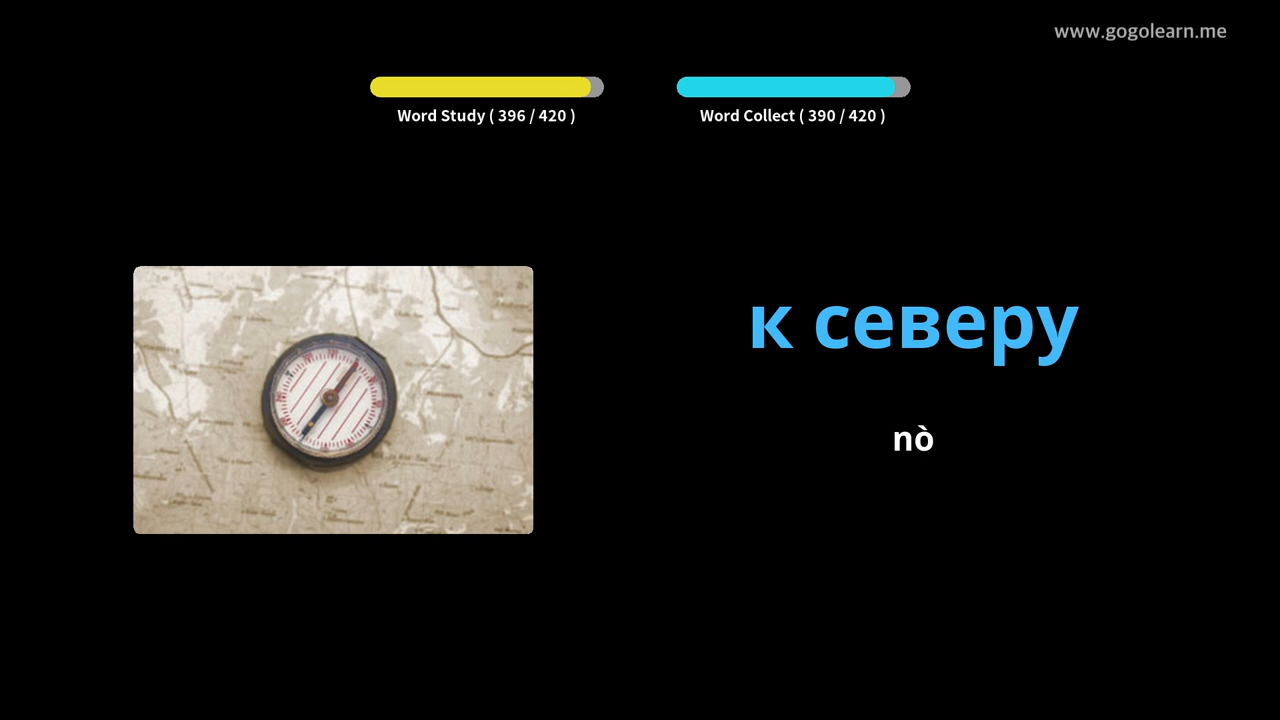 www.gogolearn.me
Word Study ( 396 / 420 )
Word Collect ( 390 / 420 )
к северу
nò